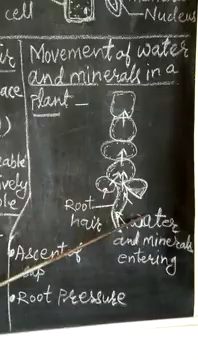 cell
Nucleus
Movement of water
and minerals in a
Plant –
Root
hair
water
and minerals
entering
• Ascent of
sap
• Root Pressure